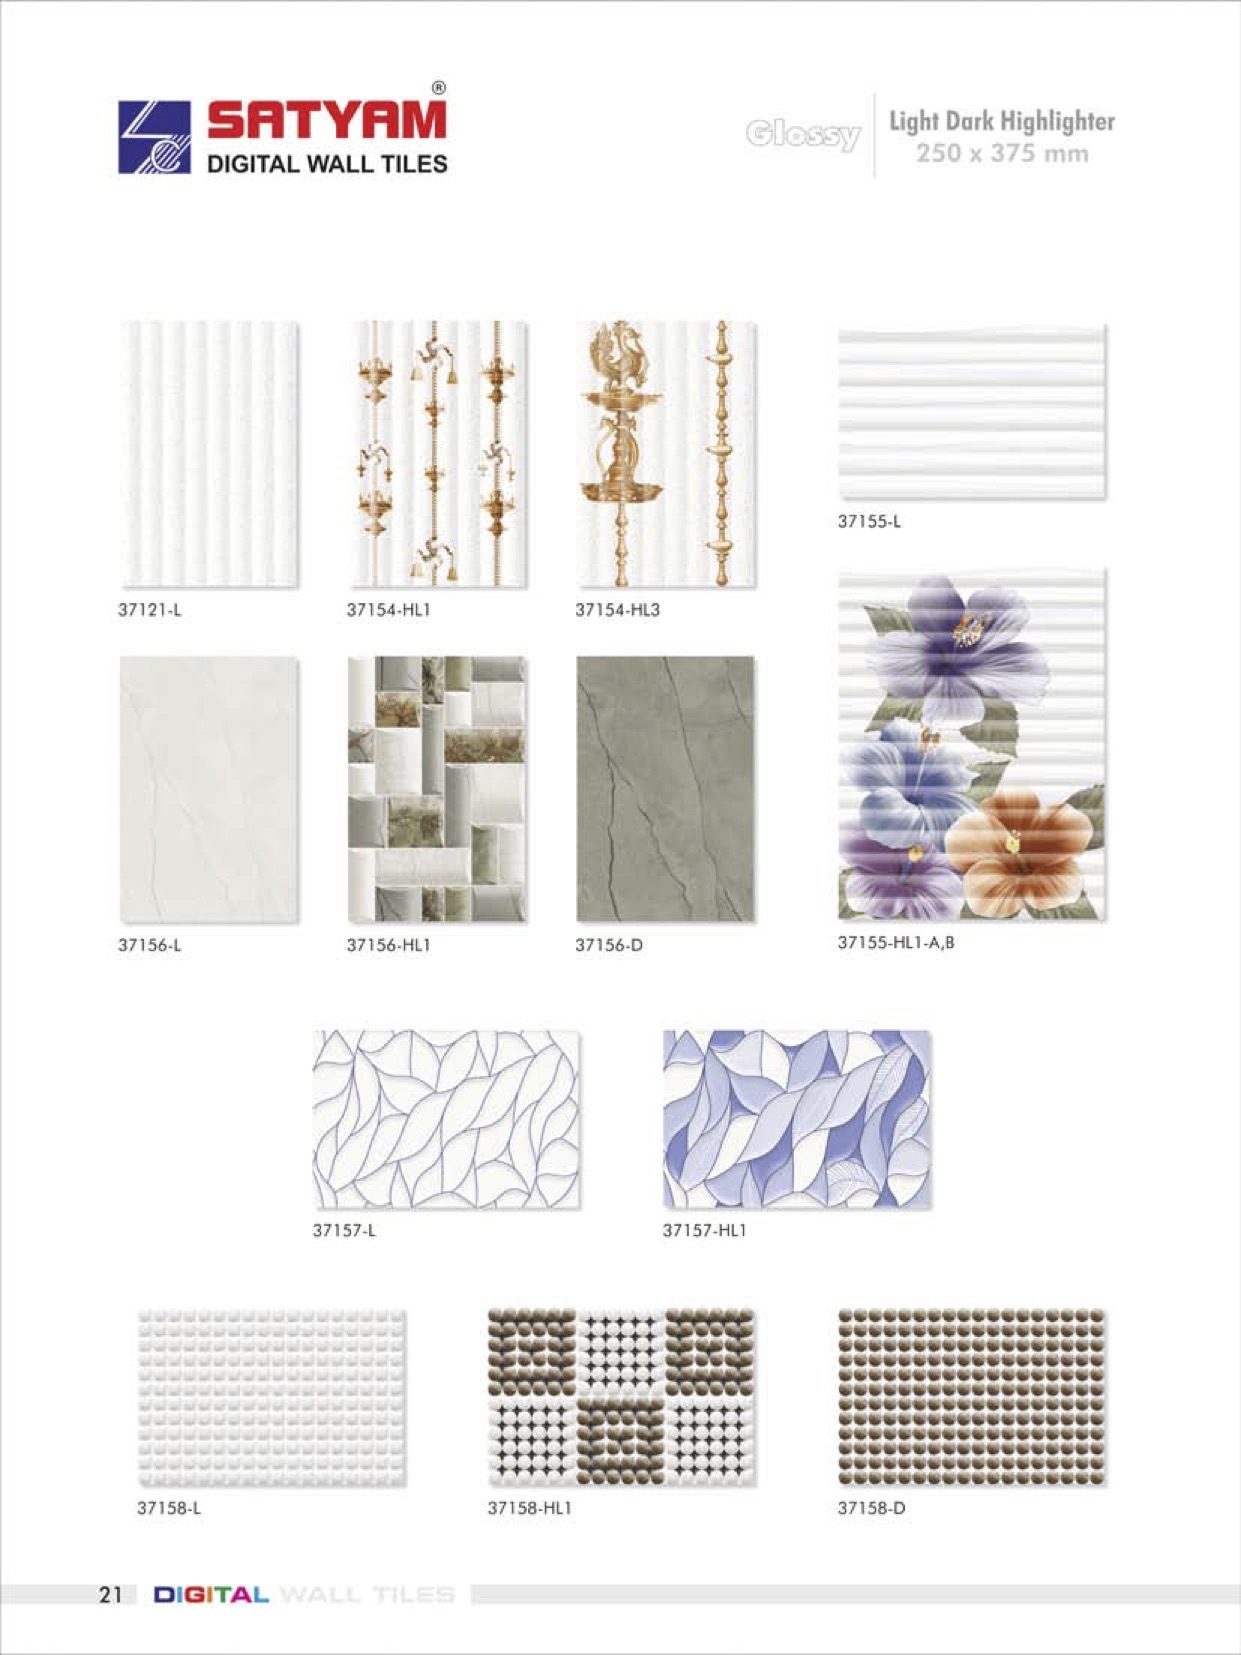 ®
SATYAM
DIGITAL WALL TILES
Glossy
Light Dark Highlighter
250 x 375 mm
37121-L
37154-HL1
37154-HL3
37155-L
37156-L
37156-HL1
37156-D
37155-HL1-A,B
37157-L
37157-HL1
37158-L
37158-HL1
37158-D
21 DIGITAL WALL TILES